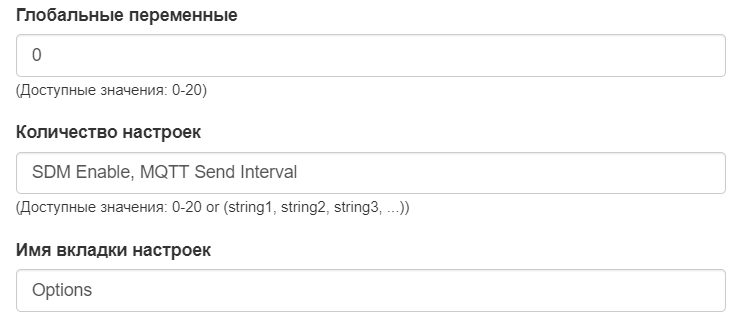 Глобальные переменные
0
(Доступные значения: 0-20)
Количество настроек
SDM Enable, MQTT Send Interval
(Доступные значения: 0-20 or (string1, string2, string3, ...))
Имя вкладки настроек
Options